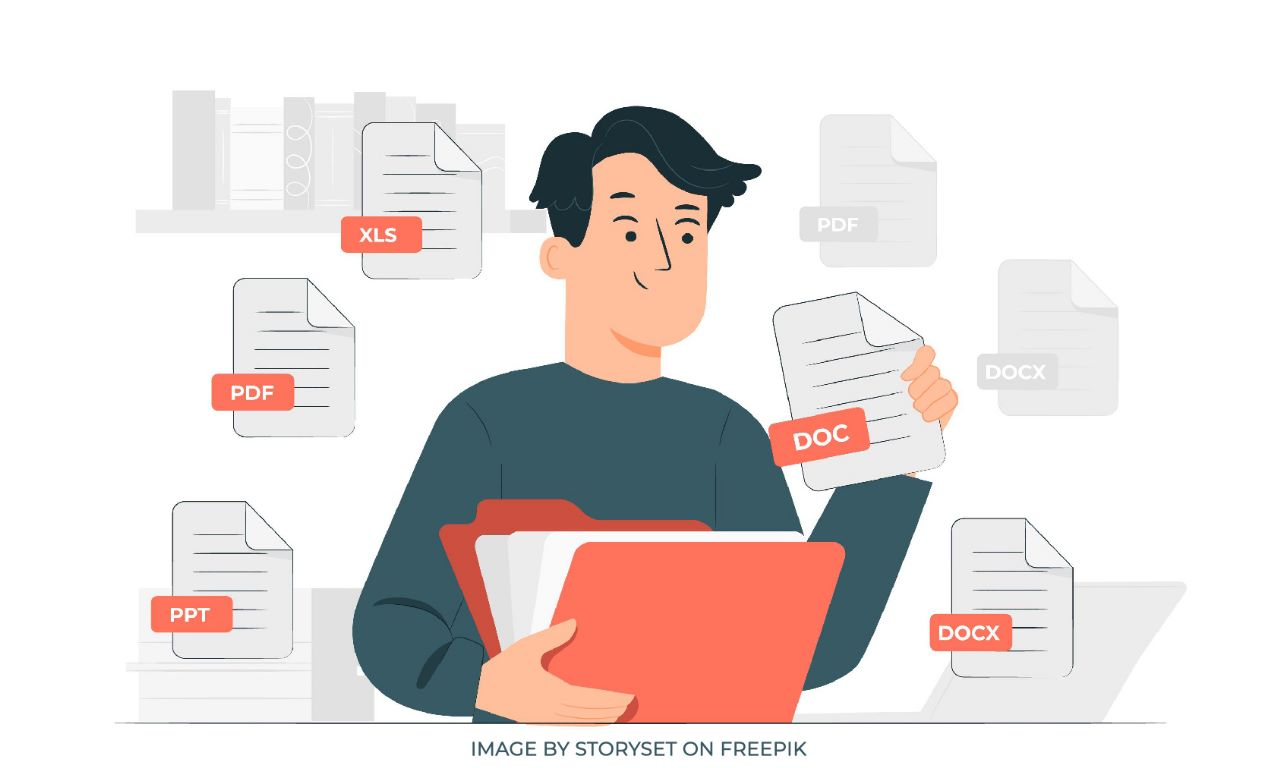 XLS
PDF
PDF
DOCX
DOC
PPT
DOCX
IMAGE BY STORYSET ON FREEPIK